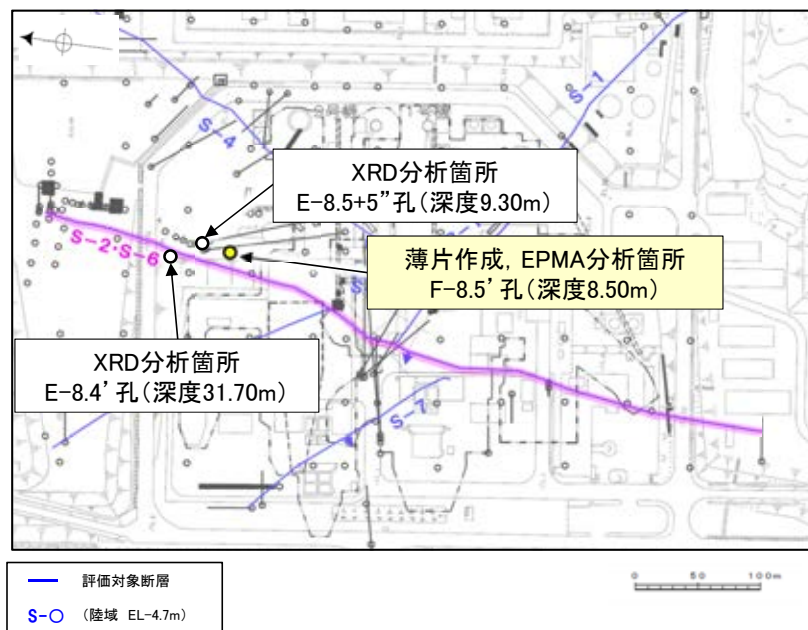 S-1
S-4
XRD分析箇所
E-8.5+5”孔(深度9.30m)
S-2・S-6
薄片作成, EPMA分析箇所
F-8.5’孔(深度8.50m)
XRD分析箇所
E-8.4’孔(深度31.70m)
S-7
評価対象断層
S-○ (陸域 EL-4.7m)
0 50 100m